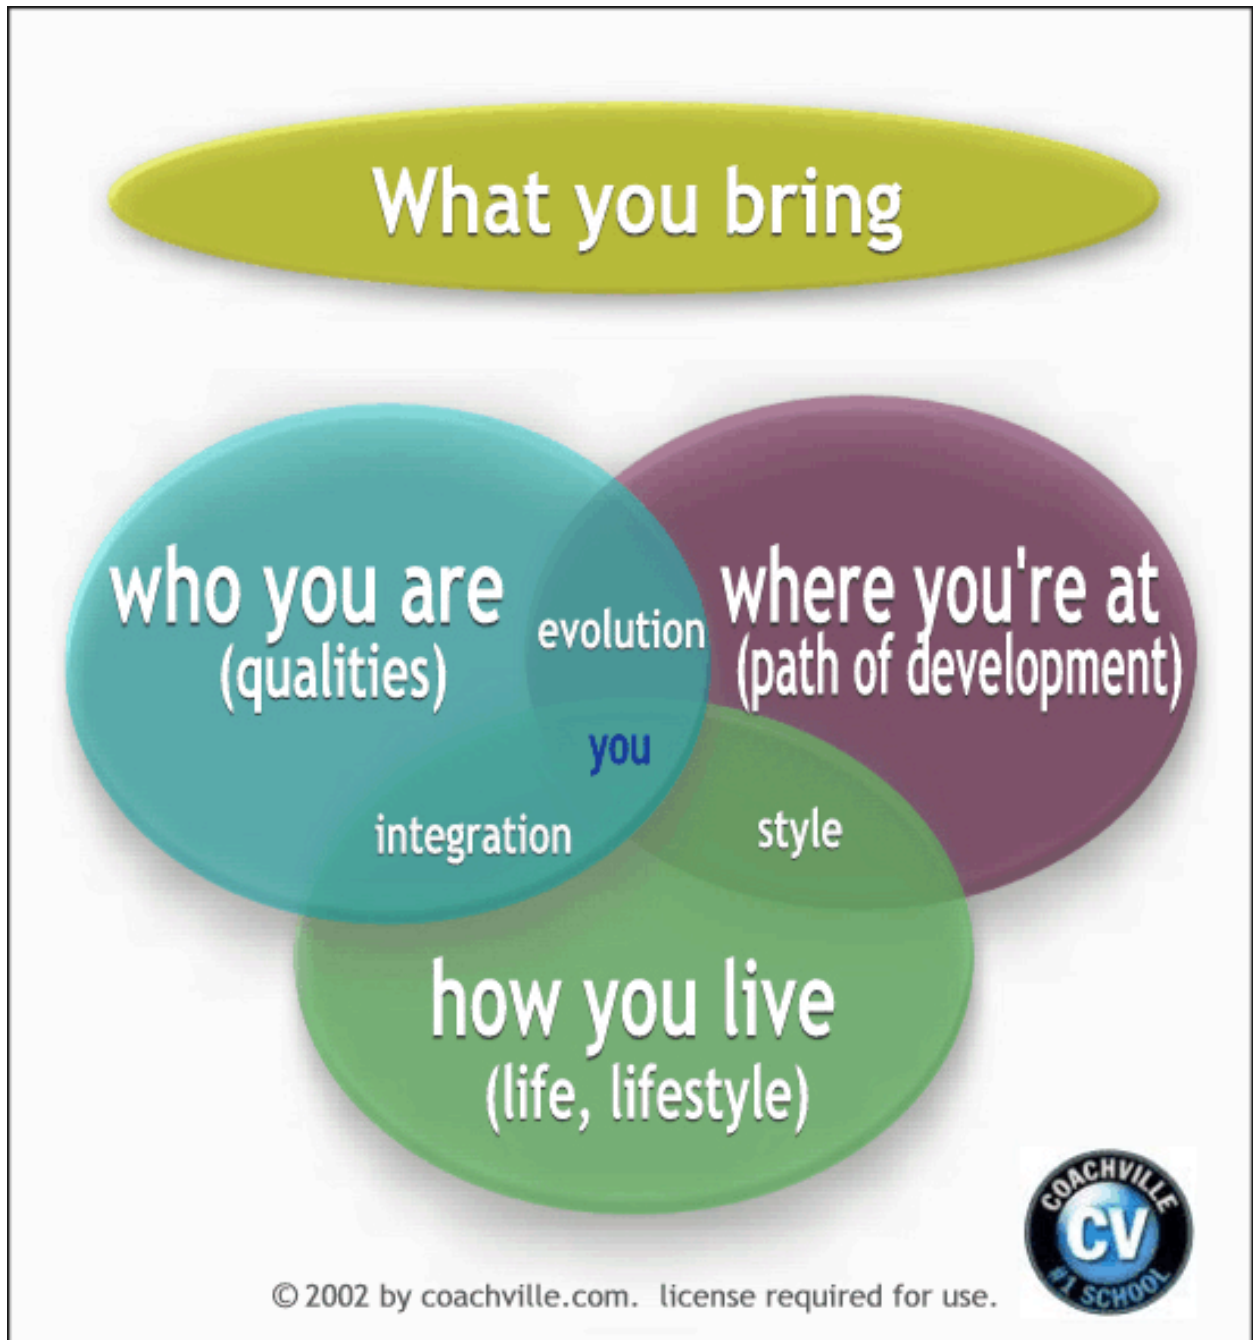 What you bring
who you are
(qualities)
evolution
where you're at
(path of development)
you
integration
style
how you live
(life, lifestyle)
COACHVILLE
CV
#1 SCHOOL
© 2002 by coachville.com. license required for use.